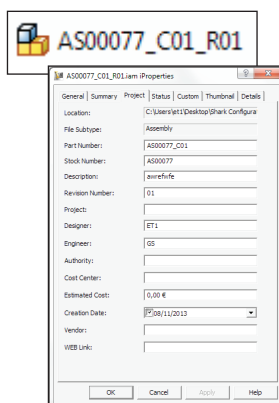 AS00077_C01_R01
AS00077_C01_R01.iam iProperties
General Summary Project Status Custom Thumbnail Details
Location: C:\Users\et1\Desktop\Shark Configurat
File Subtype: Assembly
Part Number: AS00077_C01
Stock Number: AS00077
Description: awrefwfe
Revision Number: 01
Project:
Designer: ET1
Engineer: GS
Authority:
Cost Center:
Estimated Cost: 0,00 €
Creation Date: 08/11/2013
Vendor:
WEB Link:
OK Cancel Apply Help